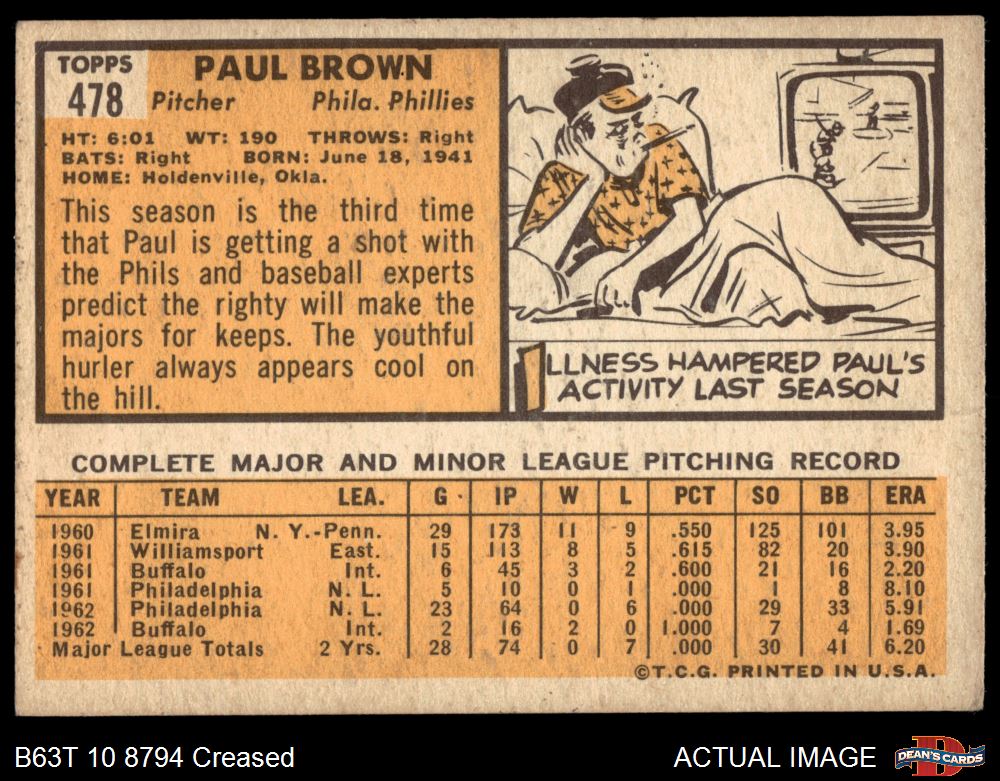 TOPPS
478
PAUL BROWN
Pitcher Phila. Phillies
HT: 6:01 WT: 190 THROWS: Right
BATS: Right BORN: June 18, 1941
HOME: Holdenville, Okla.
This season is the third time
that Paul is getting a shot with
the Phils and baseball experts
predict the righty will make the
majors for keeps. The youthful
hurler always appears cool on
the hill.
ILLNESS HAMPERED PAUL'S
ACTIVITY LAST SEASON
COMPLETE MAJOR AND MINOR LEAGUE PITCHING RECORD
YEAR TEAM LEA. G IP W L PCT SO BB ERA
1960 Elmira N. Y.-Penn. 29 173 11 9 .550 125 101 3.95
1961 Williamsport East. 15 113 8 5 .615 82 20 3.90
1961 Buffalo Int. 6 45 3 2 .600 21 16 2.20
1961 Philadelphia N. L. 5 10 0 1 .000 1 8 8.10
1962 Philadelphia N. L. 23 64 0 6 .000 29 33 5.91
1962 Buffalo Int. 2 16 2 0 1.000 7 4 1.69
Major League Totals 2 Yrs. 28 74 0 7 .000 30 41 6.20
©T.C.G. PRINTED IN U.S.A.
B63T 10 8794 Creased
ACTUAL IMAGE
D
DEAN'S CARDS